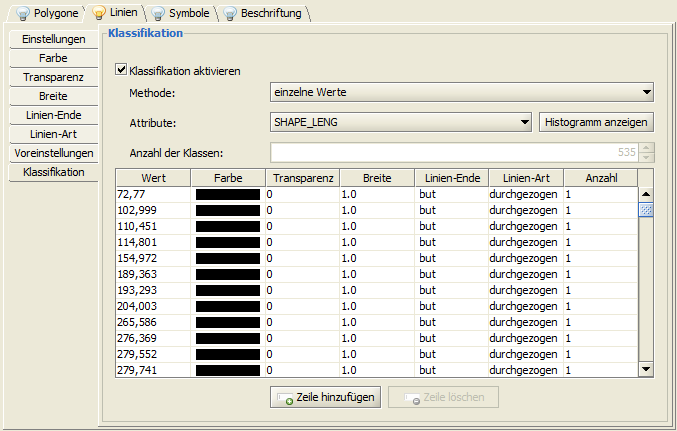 Polygone Linien Symbole Beschriftung
Einstellungen
Farbe
Transparenz
Breite
Linien-Ende
Linien-Art
Voreinstellungen
Klassifikation
Klassifikation
Klassifikation aktivieren
Methode: einzelne Werte
Attribute: SHAPE_LENG Histogramm anzeigen
Anzahl der Klassen: 535
Wert Farbe Transparenz Breite Linien-Ende Linien-Art Anzahl
72,77 0 1.0 but durchgezogen 1
102,999 0 1.0 but durchgezogen 1
110,451 0 1.0 but durchgezogen 1
114,801 0 1.0 but durchgezogen 1
154,972 0 1.0 but durchgezogen 1
189,363 0 1.0 but durchgezogen 1
193,293 0 1.0 but durchgezogen 1
204,003 0 1.0 but durchgezogen 1
265,586 0 1.0 but durchgezogen 1
276,369 0 1.0 but durchgezogen 1
279,552 0 1.0 but durchgezogen 1
279,741 0 1.0 but durchgezogen 1
Zeile hinzufügen Zeile löschen